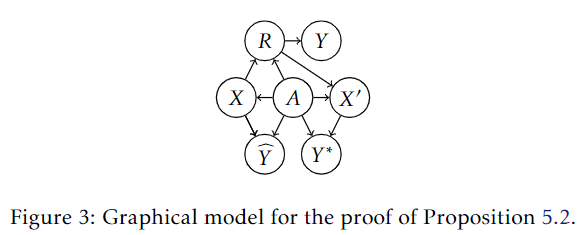 R Y
X A X′
Ŷ Y*
Figure 3: Graphical model for the proof of Proposition 5.2.